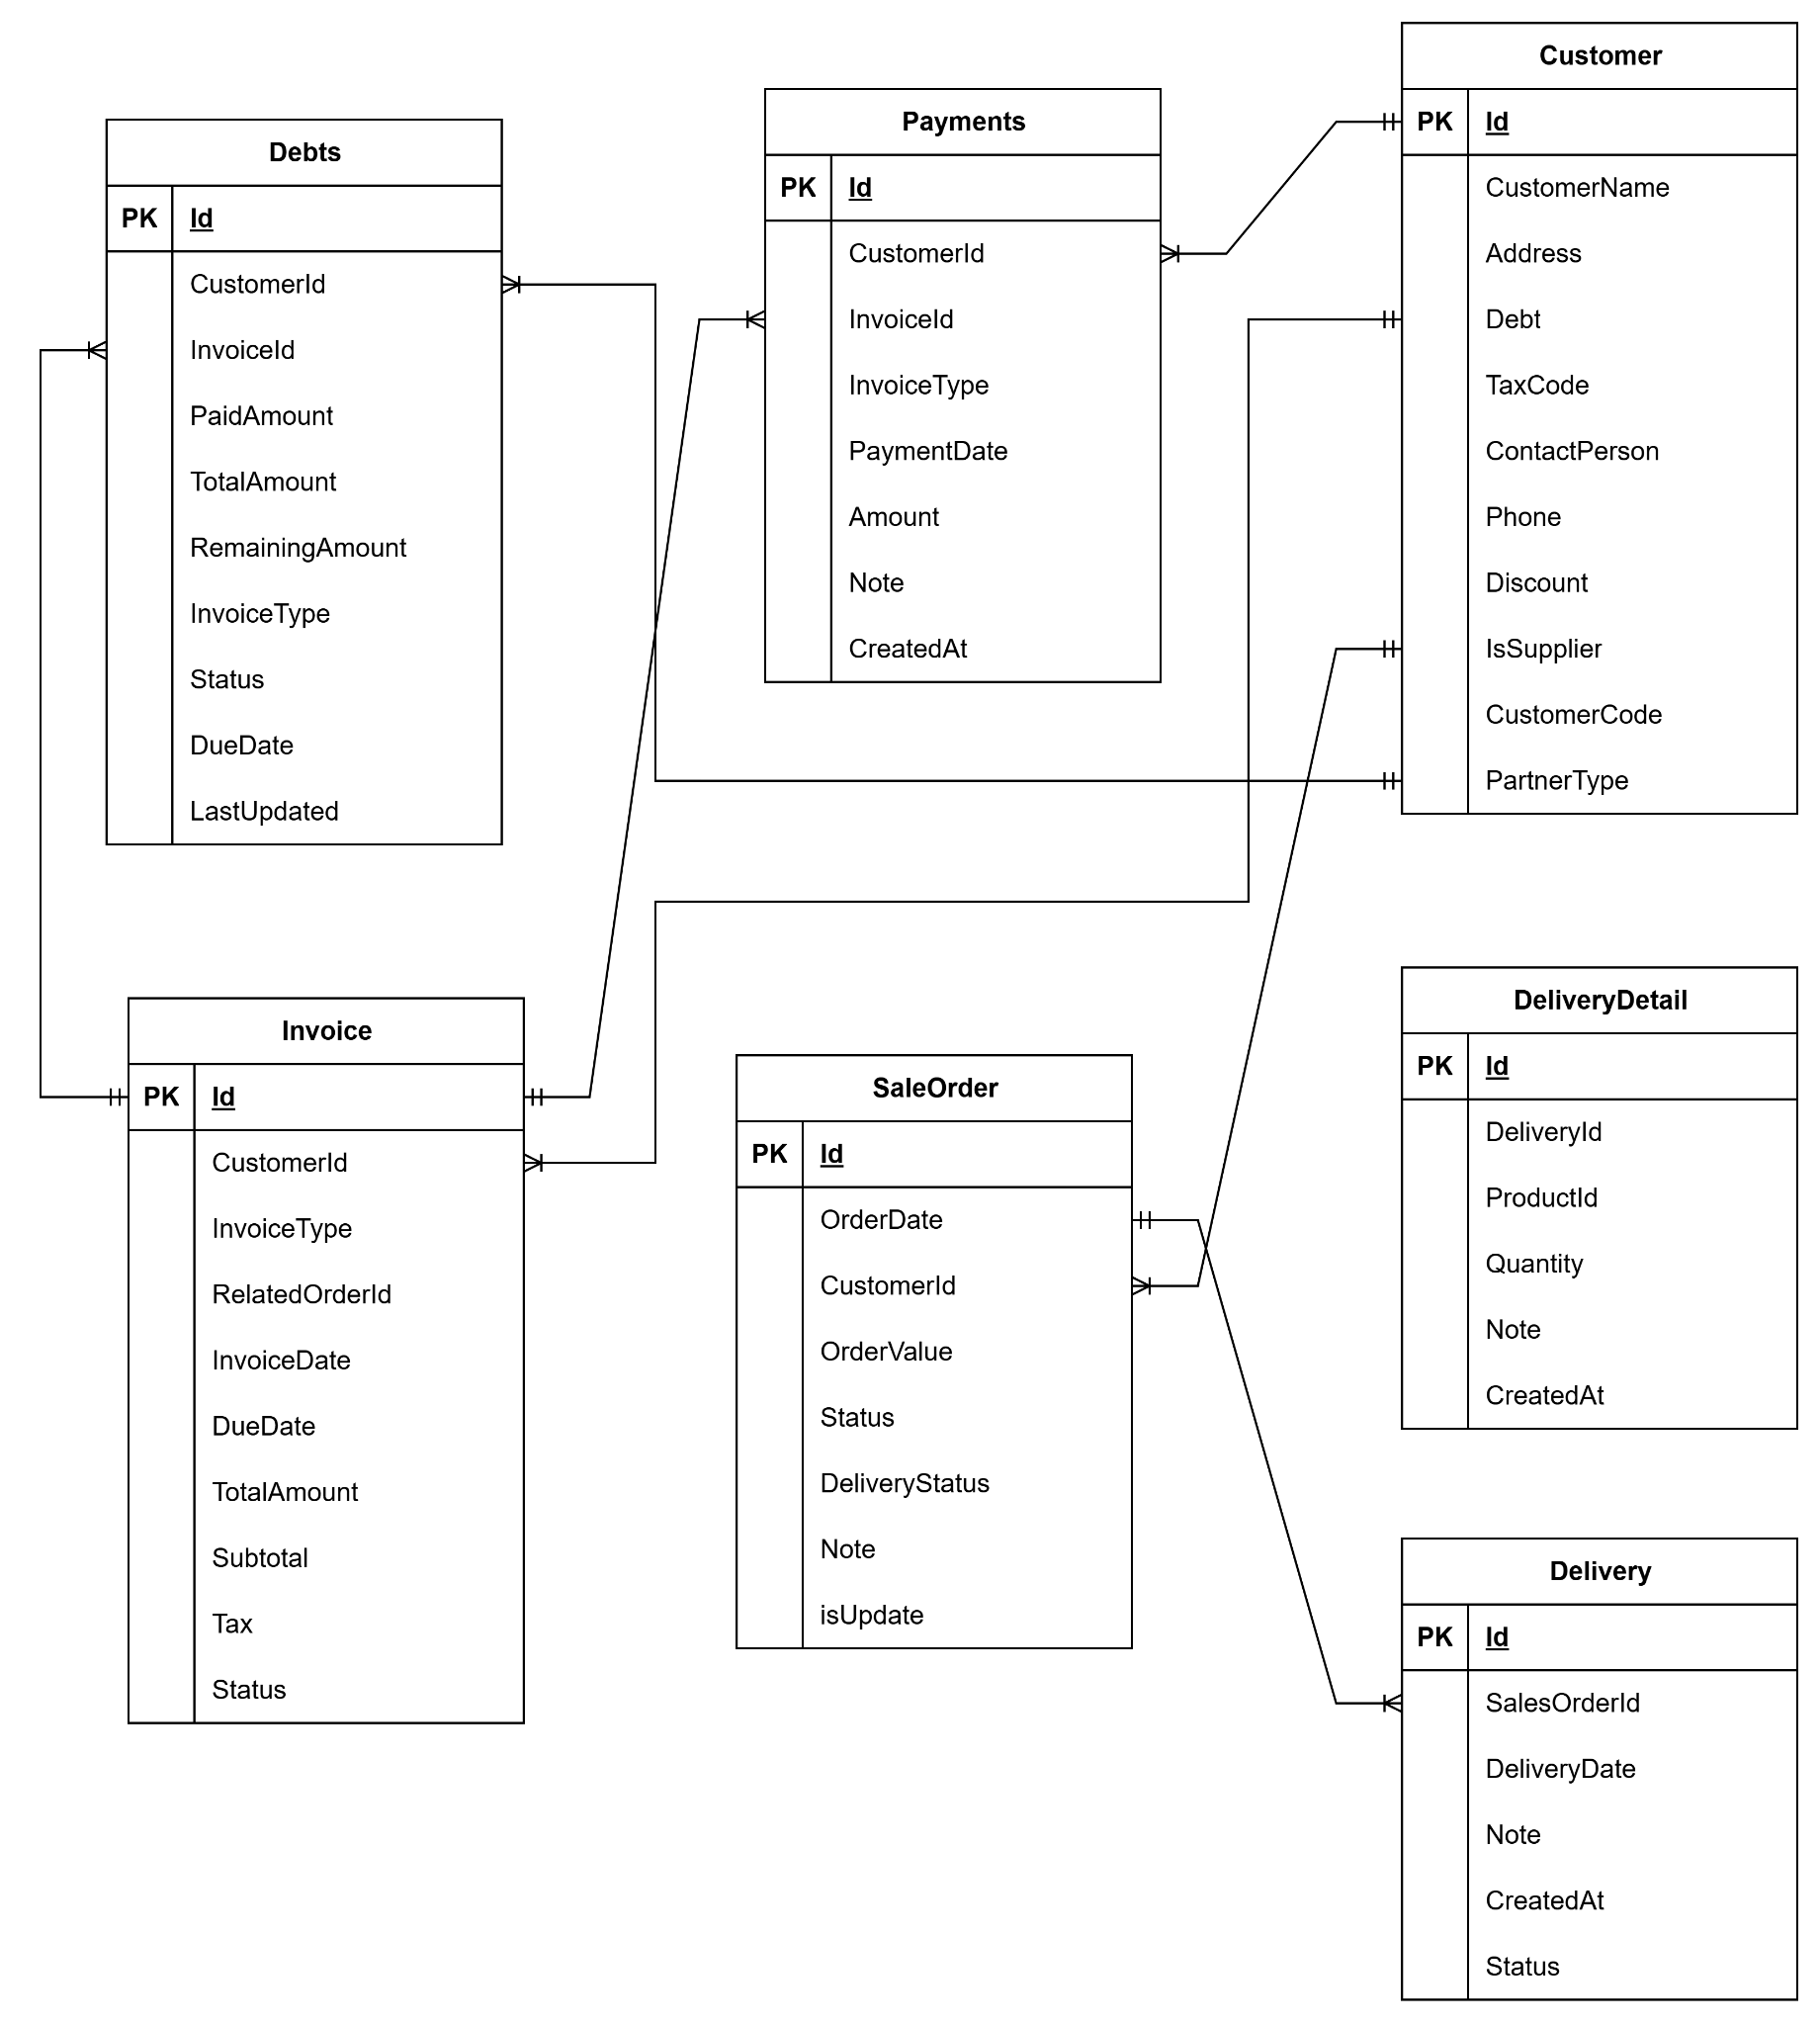 Debts
PK Id
CustomerId
InvoiceId
PaidAmount
TotalAmount
RemainingAmount
InvoiceType
Status
DueDate
LastUpdated
Payments
PK Id
CustomerId
InvoiceId
InvoiceType
PaymentDate
Amount
Note
CreatedAt
Customer
PK Id
CustomerName
Address
Debt
TaxCode
ContactPerson
Phone
Discount
IsSupplier
CustomerCode
PartnerType
Invoice
PK Id
CustomerId
InvoiceType
RelatedOrderId
InvoiceDate
DueDate
TotalAmount
Subtotal
Tax
Status
SaleOrder
PK Id
OrderDate
CustomerId
OrderValue
Status
DeliveryStatus
Note
isUpdate
DeliveryDetail
PK Id
DeliveryId
ProductId
Quantity
Note
CreatedAt
Delivery
PK Id
SalesOrderId
DeliveryDate
Note
CreatedAt
Status